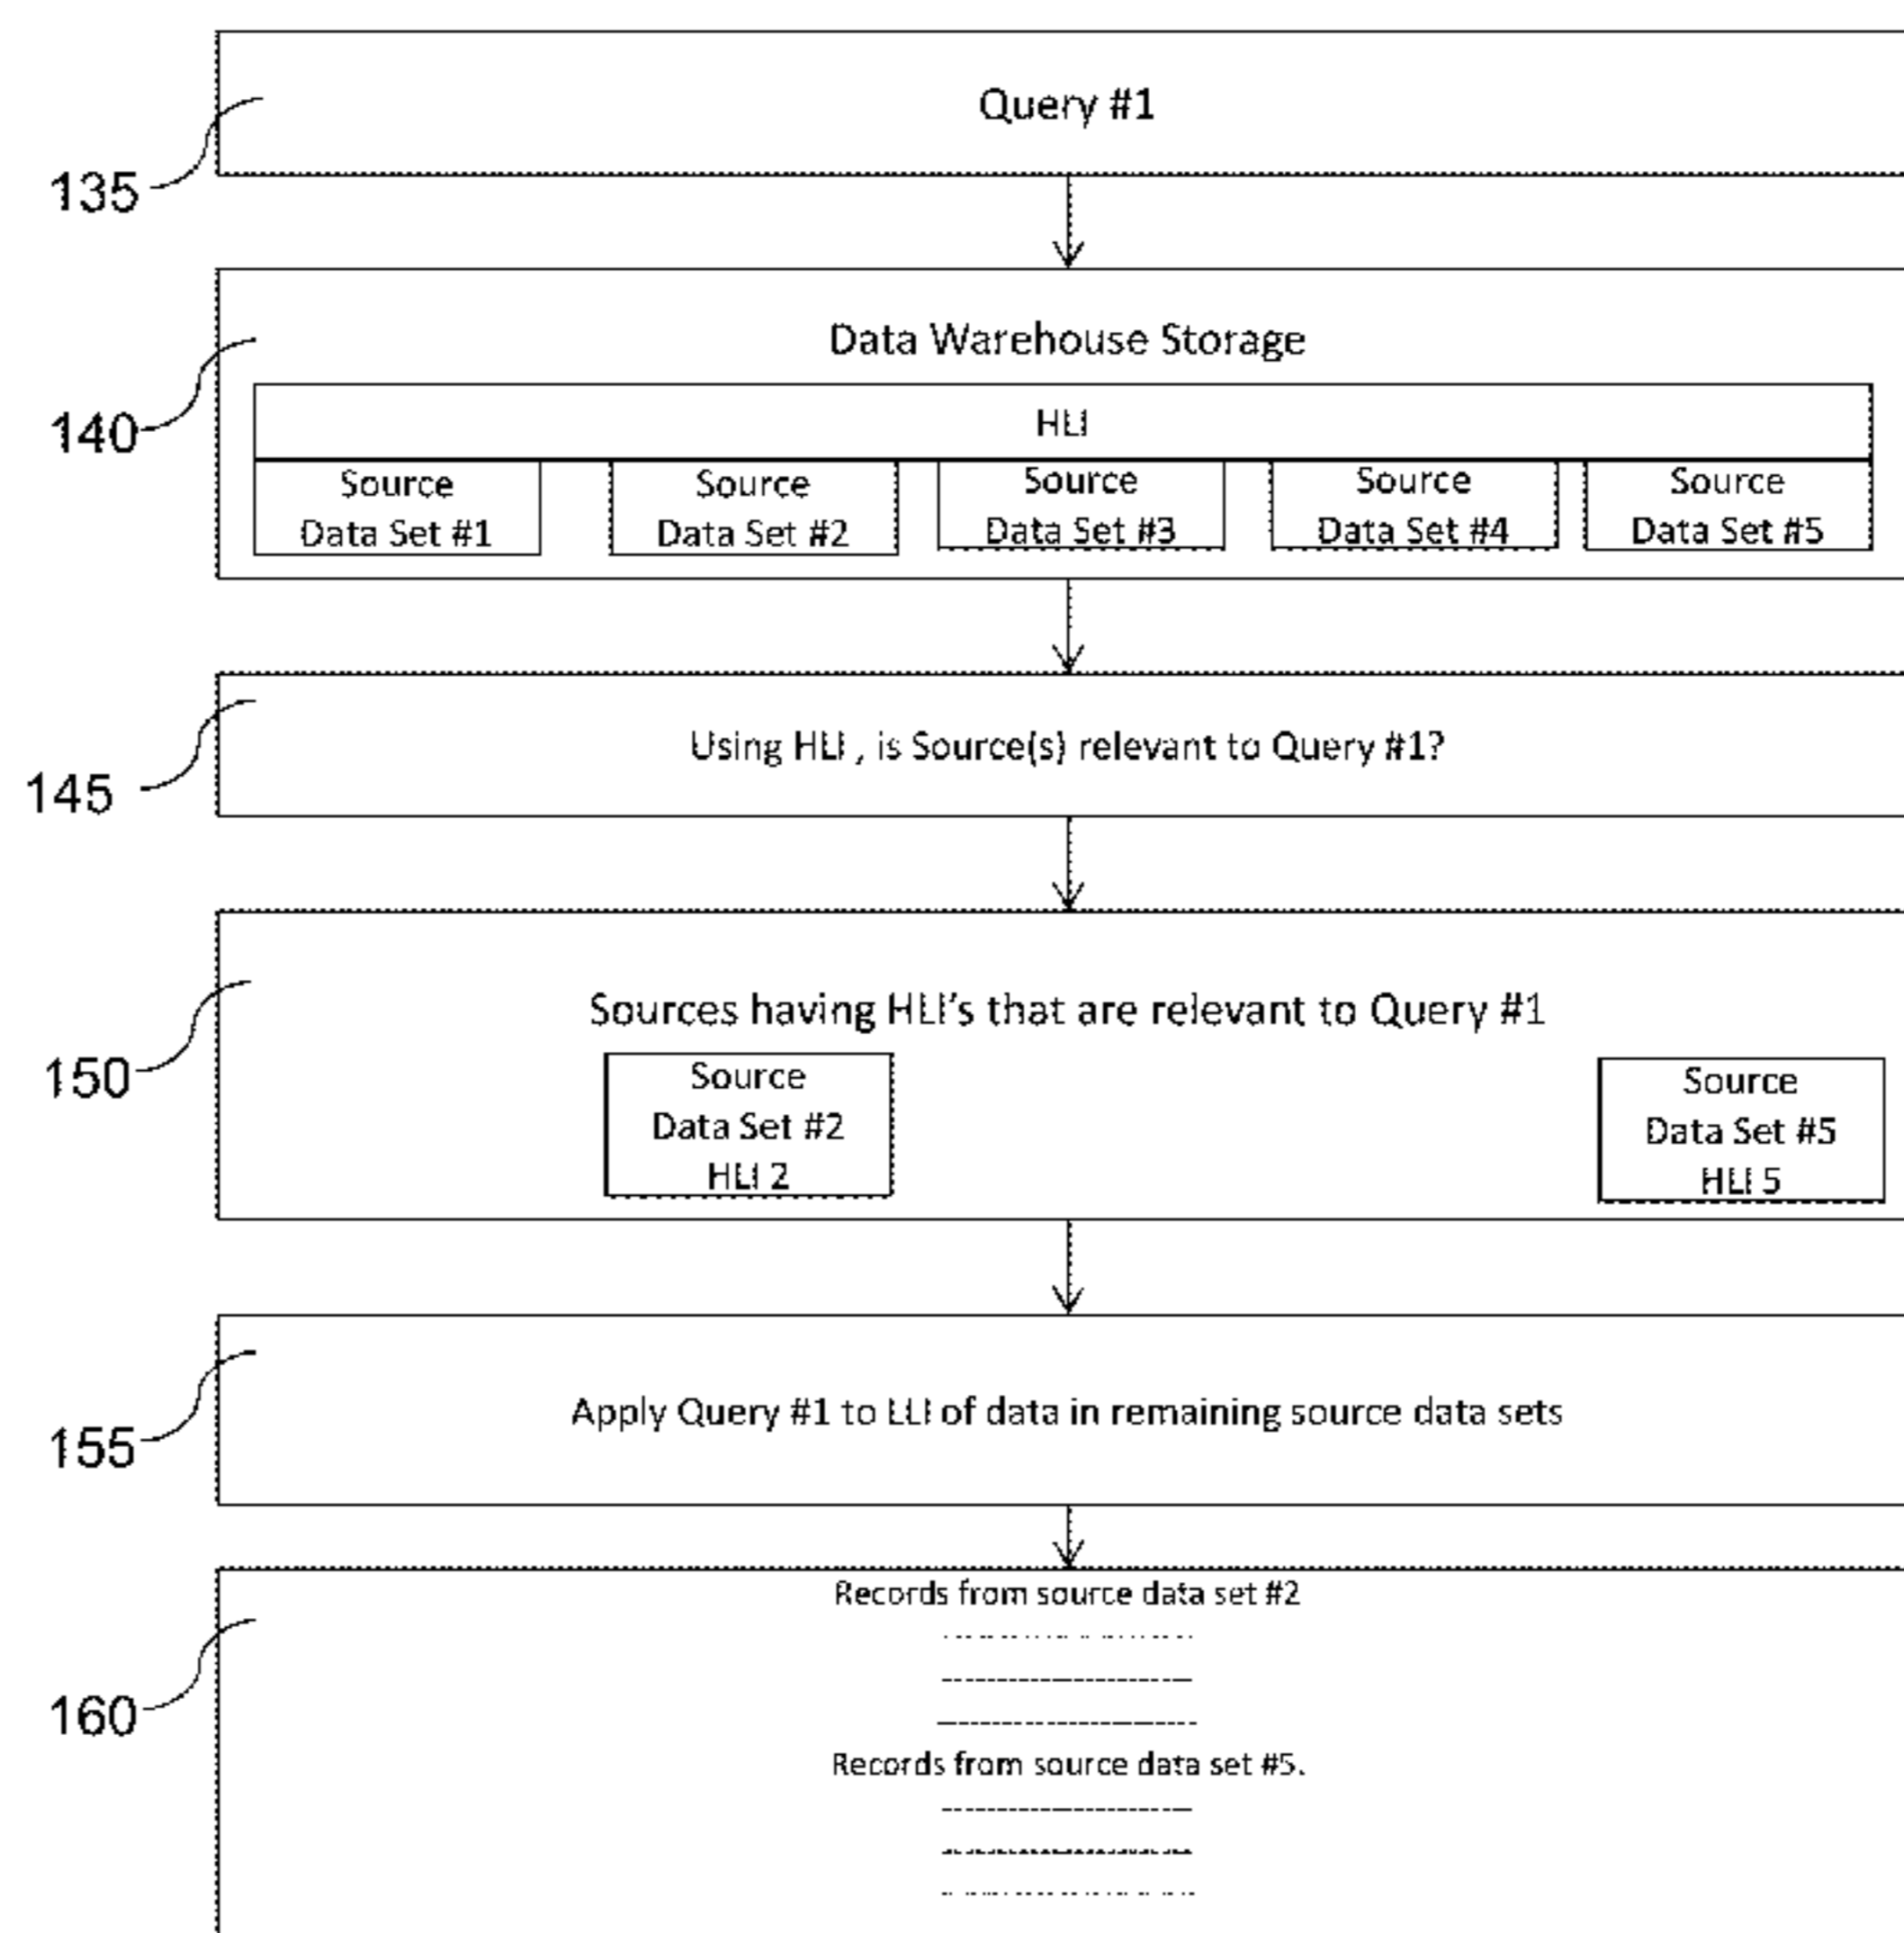 Query #1
135
Data Warehouse Storage
140
HLI
Source Source Source Source Source
Data Set #1 Data Set #2 Data Set #3 Data Set #4 Data Set #5
Using HLI , is Source(s) relevant to Query #1?
145
Sources having HLI's that are relevant to Query #1
150
Source
Data Set #2
HLI 2
Source
Data Set #5
HLI 5
Apply Query #1 to LLI of data in remaining source data sets
155
Records from source data set #2
160
Records from source data set #5.